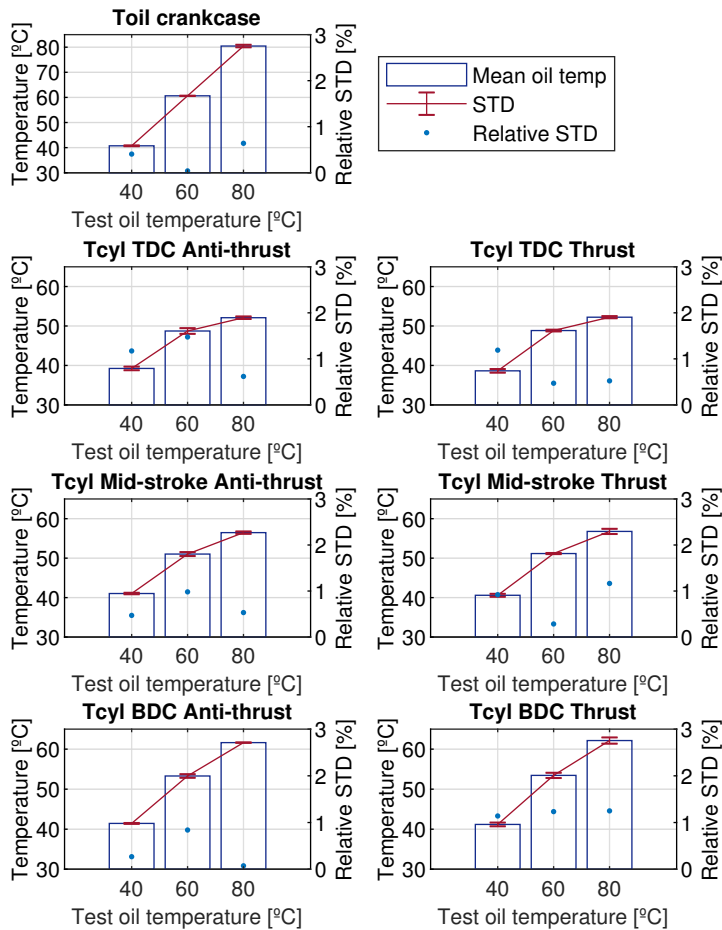 Toil crankcase
Temperature [ºC]
80
70
60
50
40
30
3
2
1
0
Relative STD [%]
40 60 80
Test oil temperature [ºC]
Mean oil temp
STD
Relative STD
Tcyl TDC Anti-thrust
Temperature [ºC]
60
50
40
30
3
2
1
0
Relative STD [%]
40 60 80
Test oil temperature [ºC]
Tcyl TDC Thrust
Temperature [ºC]
60
50
40
30
3
2
1
0
Relative STD [%]
40 60 80
Test oil temperature [ºC]
Tcyl Mid-stroke Anti-thrust
Temperature [ºC]
60
50
40
30
3
2
1
0
Relative STD [%]
40 60 80
Test oil temperature [ºC]
Tcyl Mid-stroke Thrust
Temperature [ºC]
60
50
40
30
3
2
1
0
Relative STD [%]
40 60 80
Test oil temperature [ºC]
Tcyl BDC Anti-thrust
Temperature [ºC]
60
50
40
30
3
2
1
0
Relative STD [%]
40 60 80
Test oil temperature [ºC]
Tcyl BDC Thrust
Temperature [ºC]
60
50
40
30
3
2
1
0
Relative STD [%]
40 60 80
Test oil temperature [ºC]